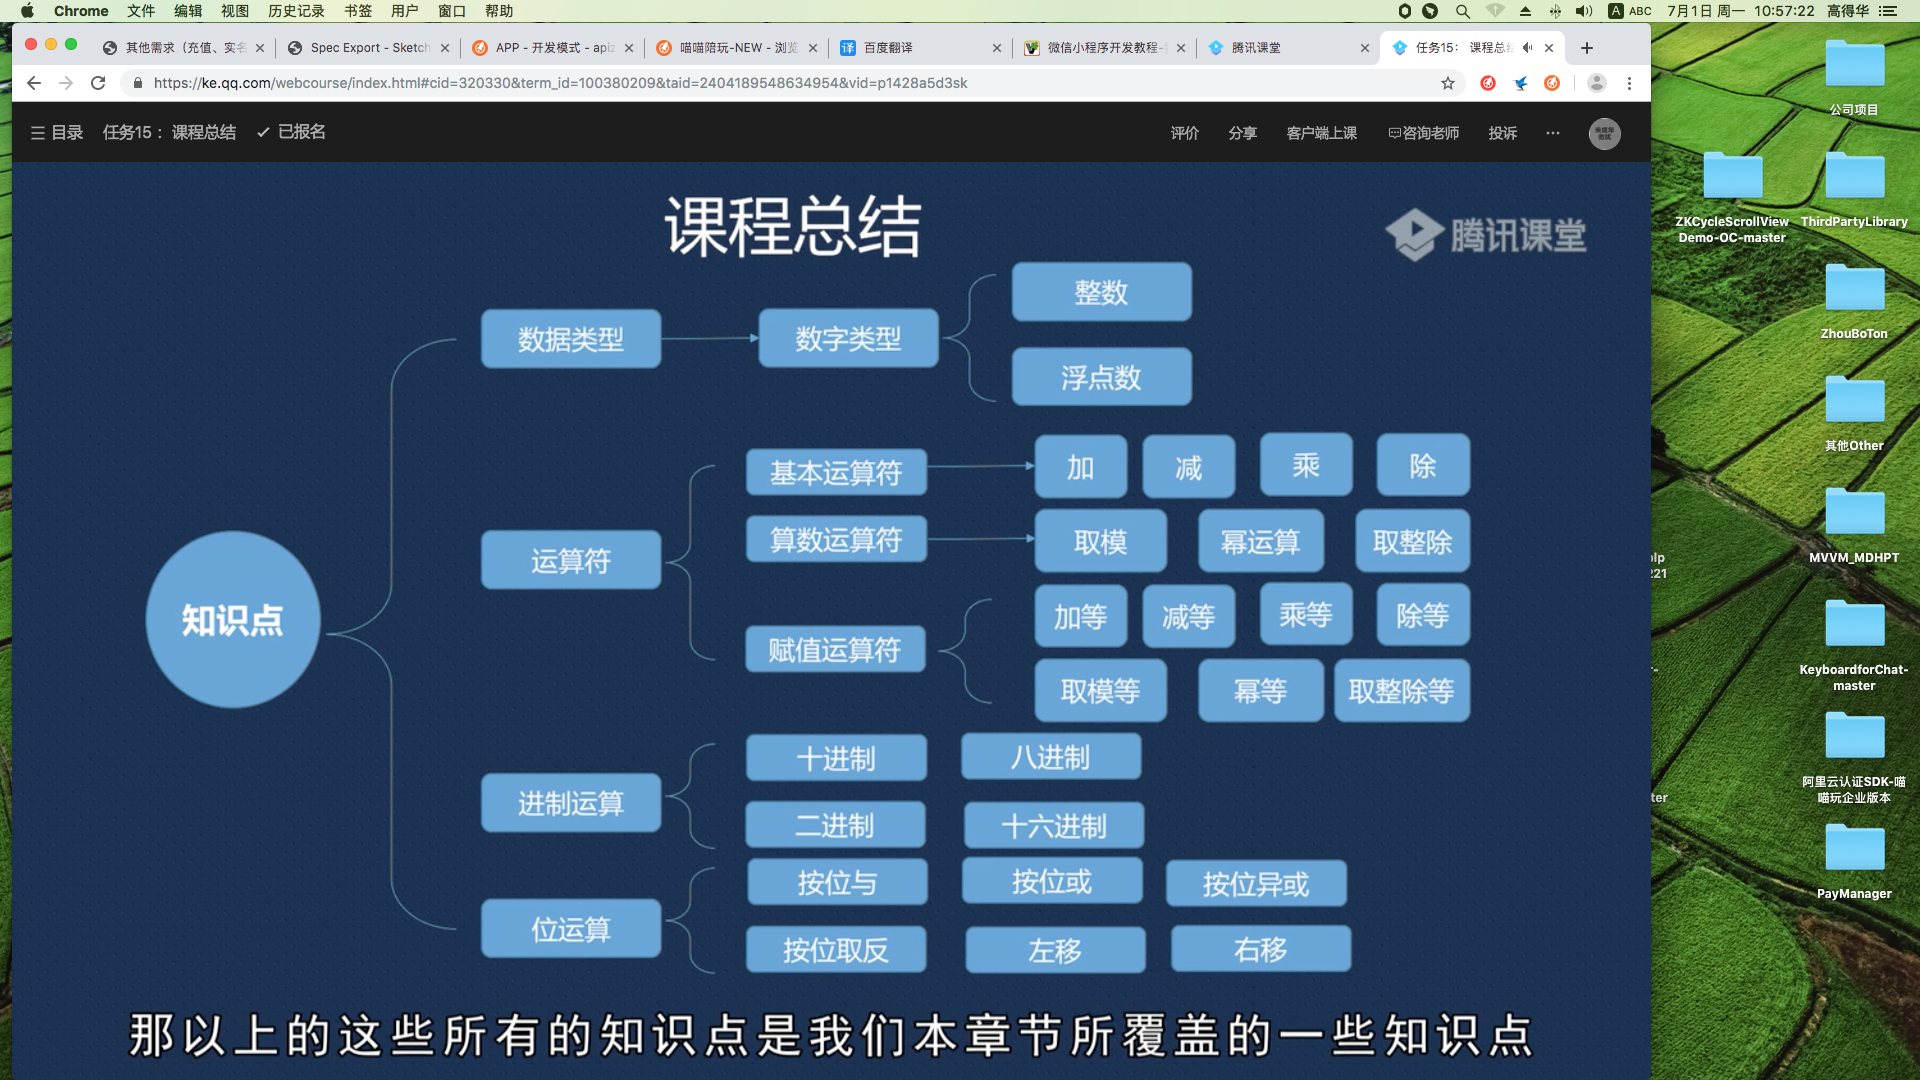 Chrome 文件 编辑 视图 历史记录 书签 用户 窗口 帮助 ABC 7月1日 周一 10:57:22 高得华
其他需求（充值、实名 Spec Export - Sketch APP - 开发模式 - apiz 喵喵陪玩-NEW - 浏览 百度翻译 微信小程序开发教程- 腾讯课堂 任务15： 课程总结
https://ke.qq.com/webcourse/index.html#cid=320330&term_id=100380209&taid=2404189548634954&vid=p1428a5d3sk
目录 任务15： 课程总结 已报名 评价 分享 客户端上课 咨询老师 投诉
课程总结
腾讯课堂
整数
数据类型 数字类型
浮点数
基本运算符 加 减 乘 除
算数运算符 取模 幂运算 取整除
运算符
加等 减等 乘等 除等
赋值运算符
取模等 幂等 取整除等
知识点
十进制 八进制
进制运算
二进制 十六进制
按位与 按位或 按位异或
位运算
按位取反 左移 右移
那以上的这些所有的知识点是我们本章节所覆盖的一些知识点
公司项目
ZKCycleScrollView
Demo-OC-master
ThirdPartyLibrary
ZhouBoTon
其他Other
MVVM_MDHPT
KeyboardforChat-
master
阿里云认证SDK-喵
喵玩企业版本
PayManager
olp
221
ter